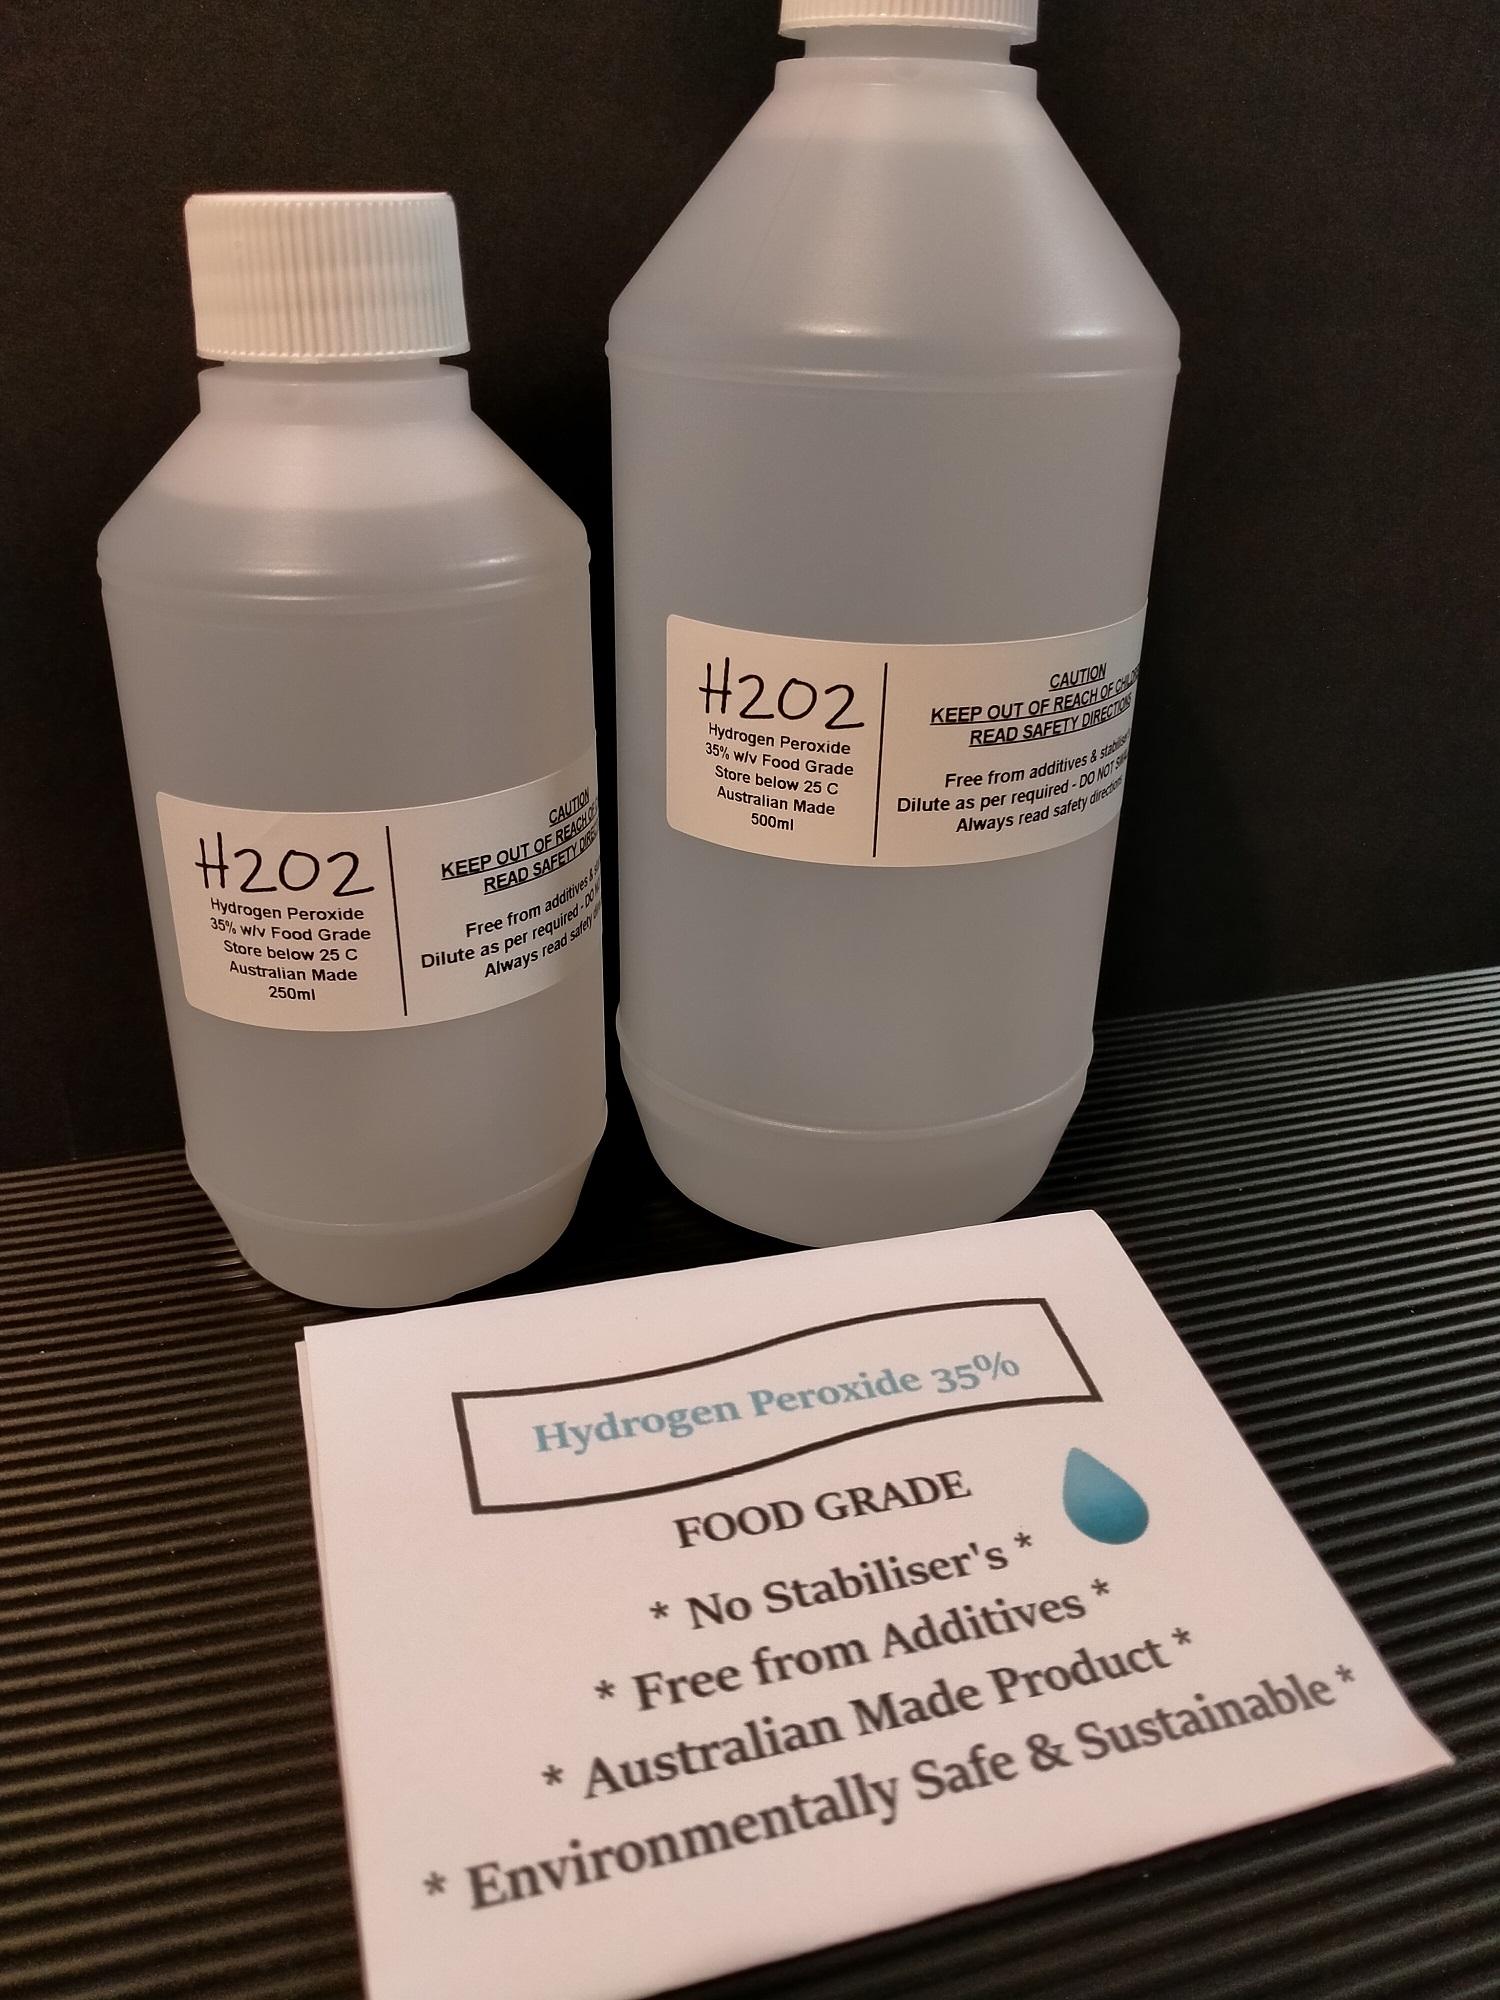 H2O2
Hydrogen Peroxide
35% w/v Food Grade
Store below 25 C
Australian Made
250ml
CAUTION
KEEP OUT OF REACH OF
READ SAFETY
Free from additives &
Dilute as per required - DO
Always read safety
H2O2
Hydrogen Peroxide
35% w/v Food Grade
Store below 25 C
Australian Made
500ml
CAUTION
KEEP OUT OF REACH OF
READ SAFETY DIRECTIONS
Free from additives &
Dilute as per required - DO NOT
Always read safety directions
Hydrogen Peroxide 35%
FOOD GRADE
* No Stabiliser's *
* Free from Additives *
* Australian Made Product *
* Environmentally Safe & Sustainable *